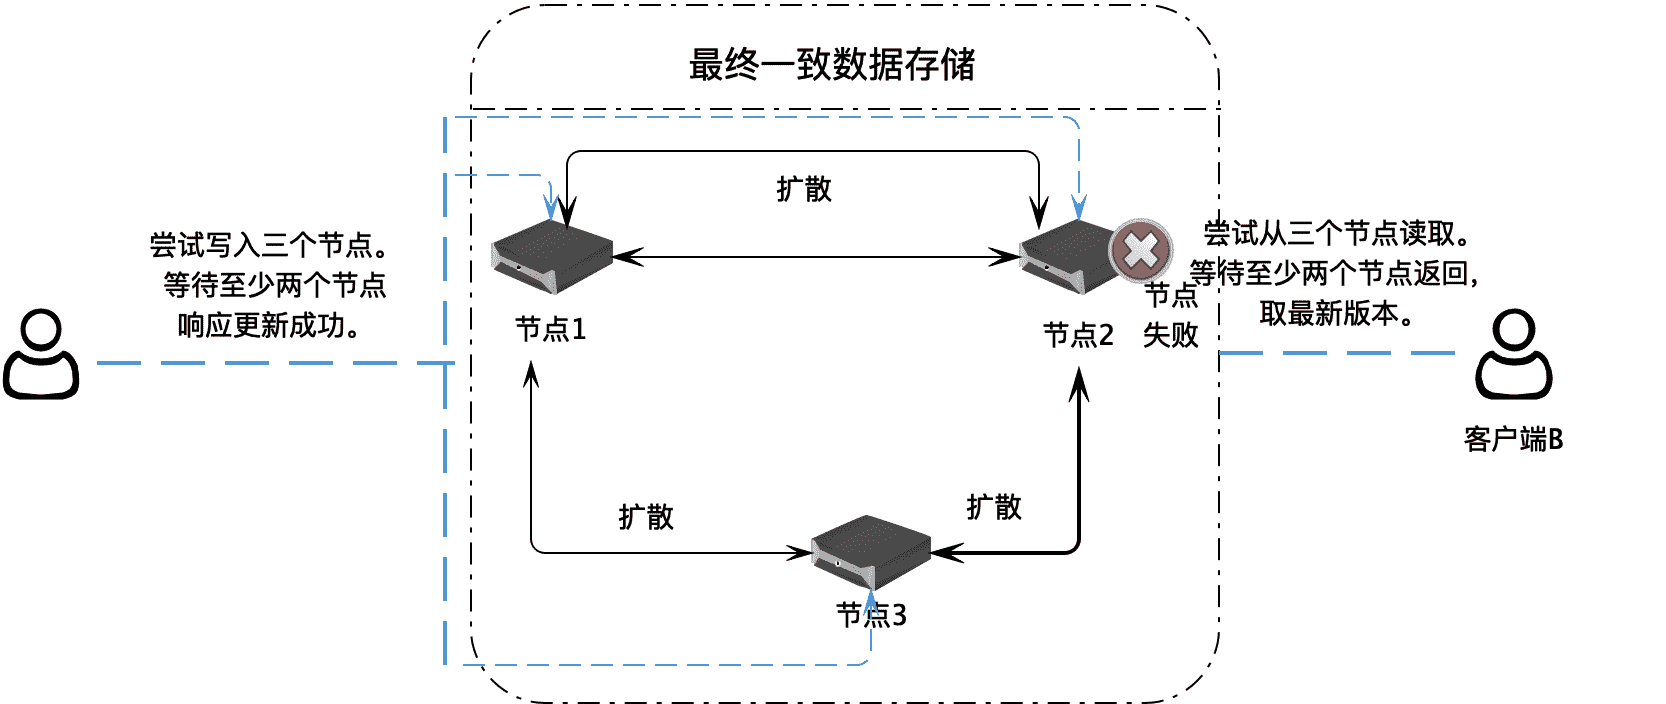 最终一致数据存储
扩散
尝试写入三个节点。
等待至少两个节点
响应更新成功。
尝试从三个节点读取。
等待至少两个节点返回，
取最新版本。
节点1
节点2
节点
失败
客户端B
扩散
扩散
节点3